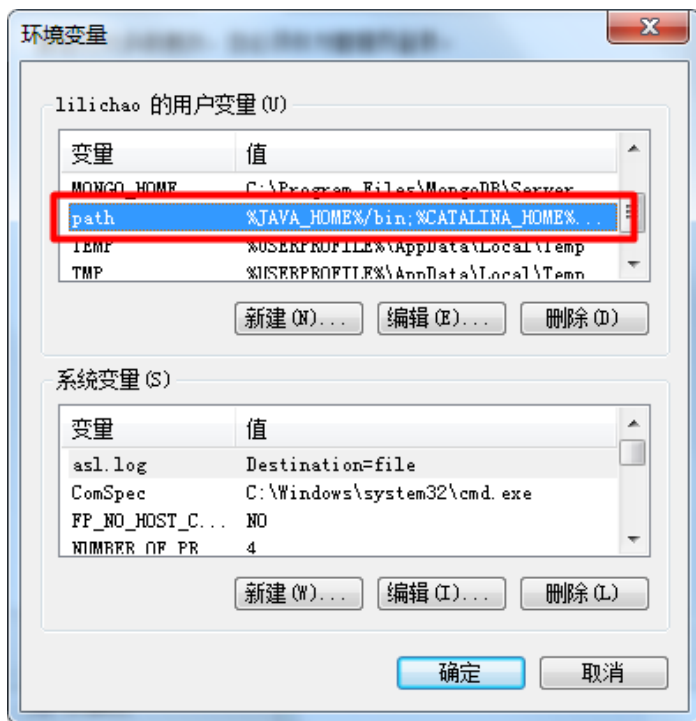 环境变量
lilichao 的用户变量(U)
变量 值
MONGO_HOME C:\Program Files\MongoDB\Server
path %JAVA_HOME%/bin;%CATALINA_HOME%...
TEMP %USERPROFILE%\AppData\Local\Temp
TMP %USERPROFILE%\AppData\Local\Temp
新建(N)... 编辑(E)... 删除(D)
系统变量(S)
变量 值
asl.log Destination=file
ComSpec C:\Windows\system32\cmd.exe
FP_NO_HOST_C... NO
NUMBER_OF_PR 4
新建(W)... 编辑(I)... 删除(L)
确定 取消